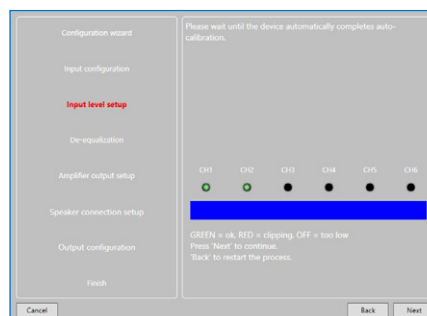 Configuration wizard
Input configuration
Input level setup
De-equalization
Amplifier output setup
Speaker connection setup
Output configuration
Finish
Please wait until the device automatically completes auto-
calibration.
CH1 CH2 CH3 CH4 CH5 CH6
GREEN = ok, RED = clipping, OFF = too low
Press 'Next' to continue.
'Back' to restart the process.
Cancel Back Next